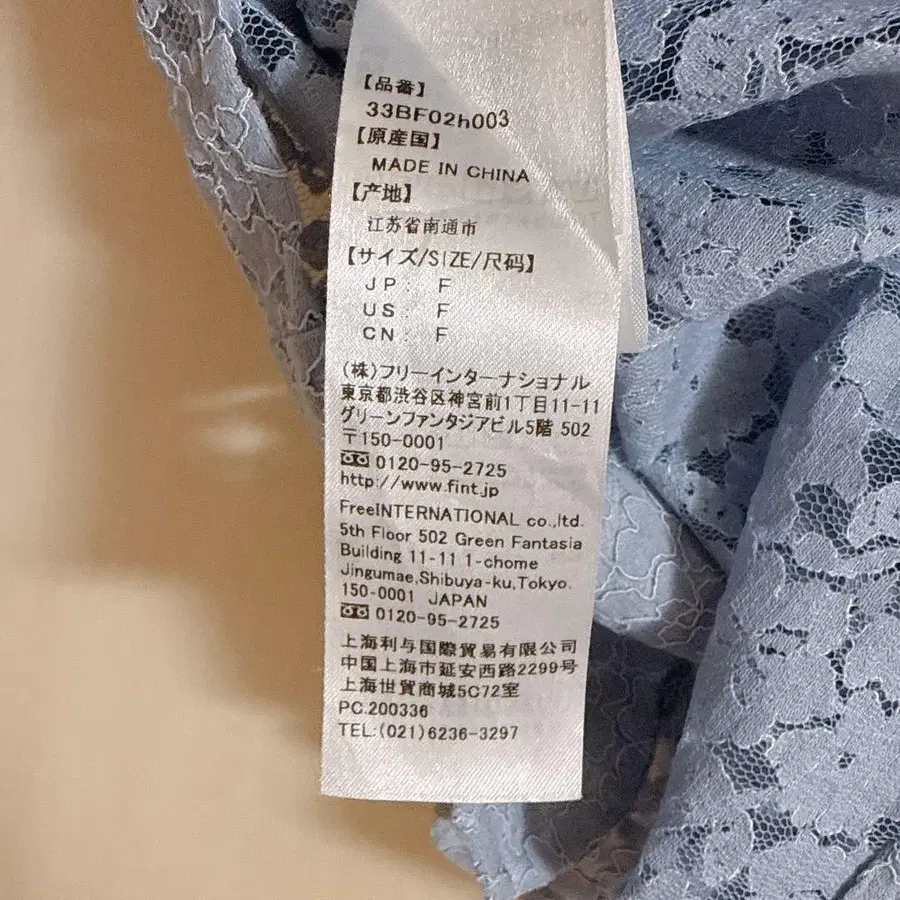 【品番】
33BF02h003
【原産国】
MADE IN CHINA
【产地】
江苏省南通市
【サイズ/SIZE/尺码】
JP: F
US: F
CN: F
(株)フリーインターナショナル
東京都渋谷区神宮前1丁目11-11
グリーンファンタジアビル5階 502
〒150-0001
0120-95-2725
http://www.fint.jp
FreeINTERNATIONAL co.,ltd.
5th Floor 502 Green Fantasia
Building 11-11 1-chome
Jingumae,Shibuya-ku,Tokyo.
150-0001 JAPAN
0120-95-2725
上海利与国際貿易有限公司
中国上海市延安西路2299号
上海世貿商城5C72室
PC.200336
TEL:(021)6236-3297